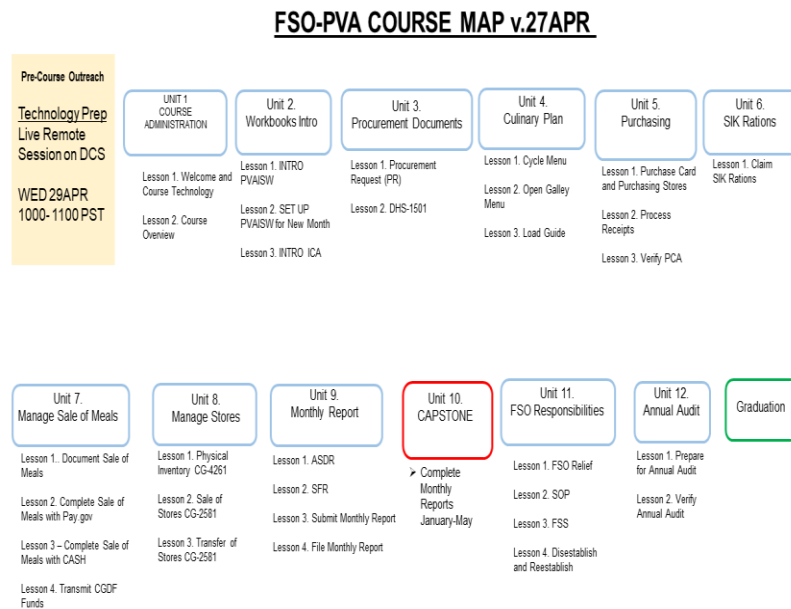 FSO-PVA COURSE MAP v.27APR
Pre-Course Outreach
Technology Prep
Live Remote
Session on DCS
WED 29APR
1000-1100 PST
UNIT 1
COURSE
ADMINISTRATION
Lesson 1. Welcome and
Course Technology
Lesson 2. Course
Overview
Unit 2.
Workbooks Intro
Lesson 1. INTRO
PVAISW
Lesson 2. SET UP
PVAISW for New Month
Lesson 3. INTRO ICA
Unit 3.
Procurement Documents
Lesson 1. Procurement
Request (PR)
Lesson 2. DHS-1501
Unit 4.
Culinary Plan
Lesson 1. Cycle Menu
Lesson 2. Open Galley
Menu
Lesson 3. Load Guide
Unit 5.
Purchasing
Lesson 1. Purchase Card
and Purchasing Stores
Lesson 2. Process
Receipts
Lesson 3. Verify PCA
Unit 6.
SIK Rations
Lesson 1. Claim
SIK Rations
Unit 7.
Manage Sale of Meals
Lesson 1.. Document Sale of
Meals
Lesson 2. Complete Sale of
Meals with Pay.gov
Lesson 3 – Complete Sale of
Meals with CASH
Lesson 4. Transmit CGDF
Funds
Unit 8.
Manage Stores
Lesson 1. Physical
Inventory CG-4261
Lesson 2. Sale of
Stores CG-2581
Lesson 3. Transfer of
Stores CG-2581
Unit 9.
Monthly Report
Lesson 1. ASDR
Lesson 2. SFR
Lesson 3. Submit Monthly Report
Lesson 4. File Monthly Report
Unit 10.
CAPSTONE
➢ Complete
Monthly
Reports
January-May
Unit 11.
FSO Responsibilities
Lesson 1. FSO Relief
Lesson 2. SOP
Lesson 3. FSS
Lesson 4. Disestablish
and Reestablish
Unit 12.
Annual Audit
Lesson 1. Prepare
for Annual Audit
Lesson 2. Verify
Annual Audit
Graduation